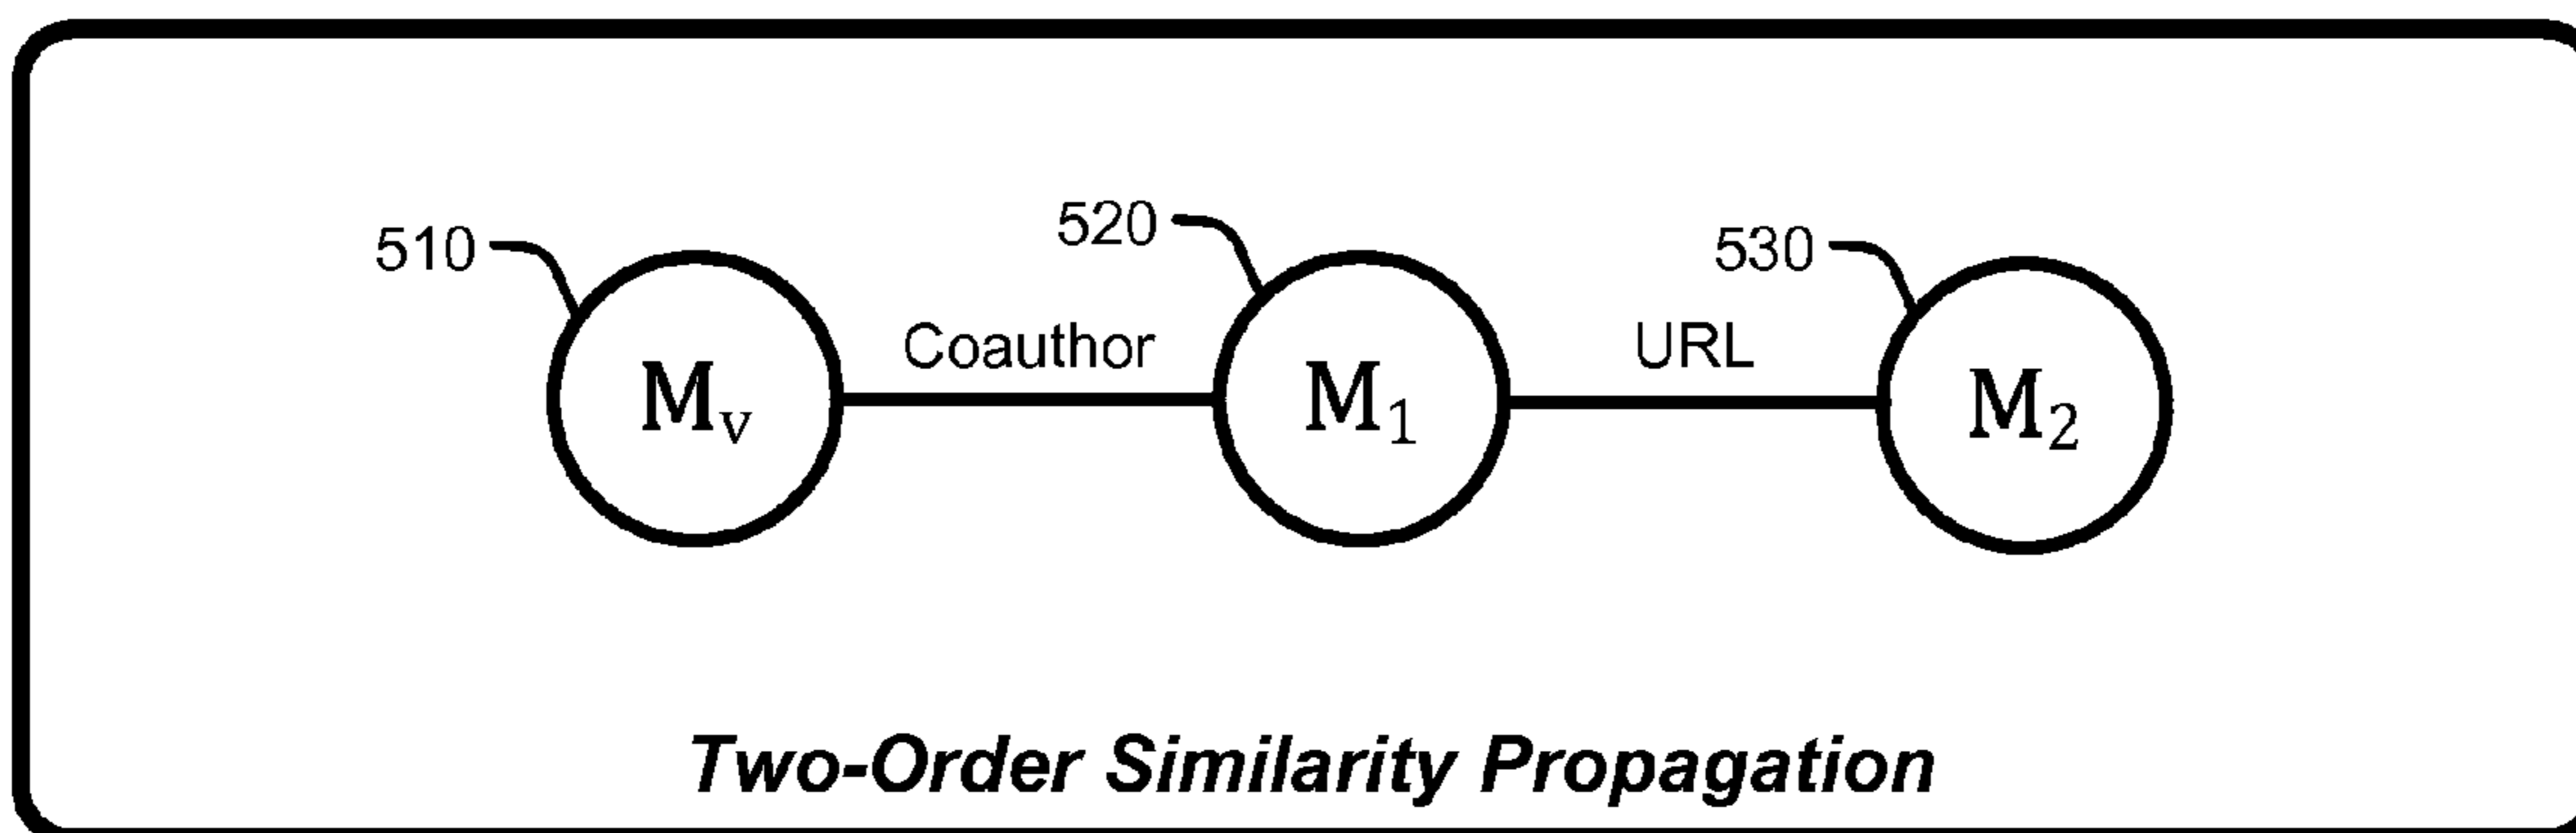 510
520
530
Coauthor
URL
Mv
M1
M2
Two-Order Similarity Propagation